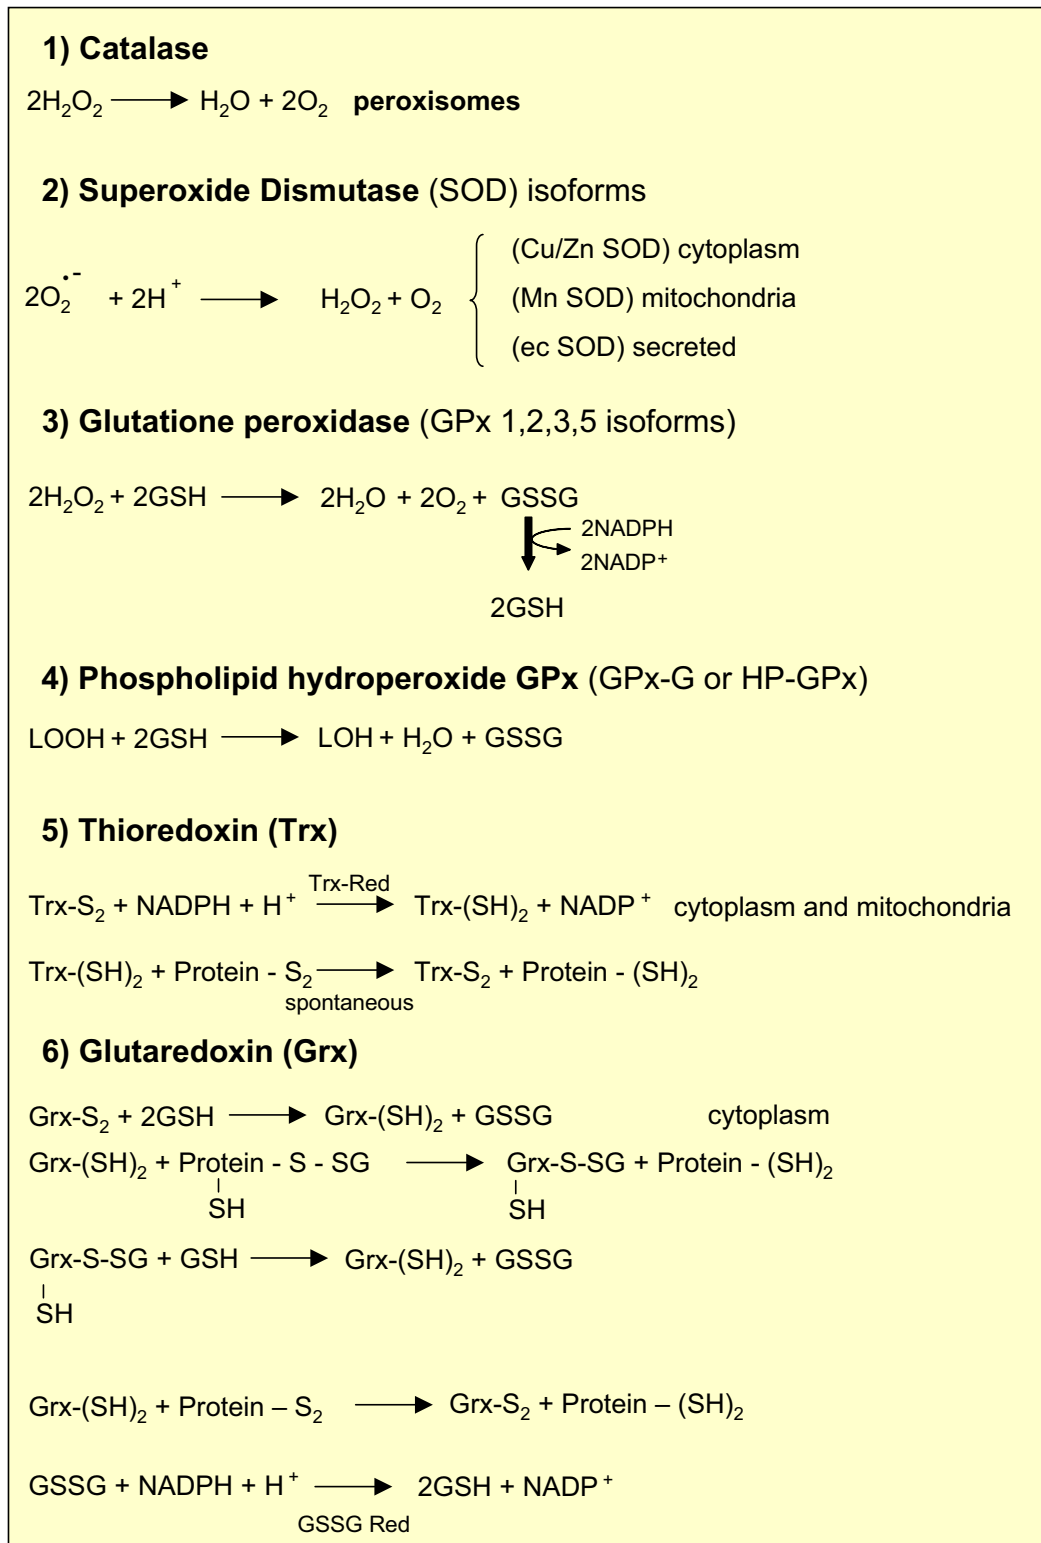 1) Catalase
2H₂O₂ ⟶ H₂O + 2O₂ peroxisomes
2) Superoxide Dismutase (SOD) isoforms
2O₂•⁻ + 2H⁺ ⟶ H₂O₂ + O₂
(Cu/Zn SOD) cytoplasm
(Mn SOD) mitochondria
(ec SOD) secreted
3) Glutatione peroxidase (GPx 1,2,3,5 isoforms)
2H₂O₂ + 2GSH ⟶ 2H₂O + 2O₂ + GSSG
2NADPH
2NADP⁺
2GSH
4) Phospholipid hydroperoxide GPx (GPx-G or HP-GPx)
LOOH + 2GSH ⟶ LOH + H₂O + GSSG
5) Thioredoxin (Trx)
Trx-Red
Trx-S₂ + NADPH + H⁺ ⟶ Trx-(SH)₂ + NADP⁺ cytoplasm and mitochondria
Trx-(SH)₂ + Protein - S₂ ⟶ Trx-S₂ + Protein - (SH)₂
spontaneous
6) Glutaredoxin (Grx)
Grx-S₂ + 2GSH ⟶ Grx-(SH)₂ + GSSG cytoplasm
Grx-(SH)₂ + Protein - S - SG ⟶ Grx-S-SG + Protein - (SH)₂
SH SH
Grx-S-SG + GSH ⟶ Grx-(SH)₂ + GSSG
SH
Grx-(SH)₂ + Protein – S₂ ⟶ Grx-S₂ + Protein – (SH)₂
GSSG + NADPH + H⁺ ⟶ 2GSH + NADP⁺
GSSG Red